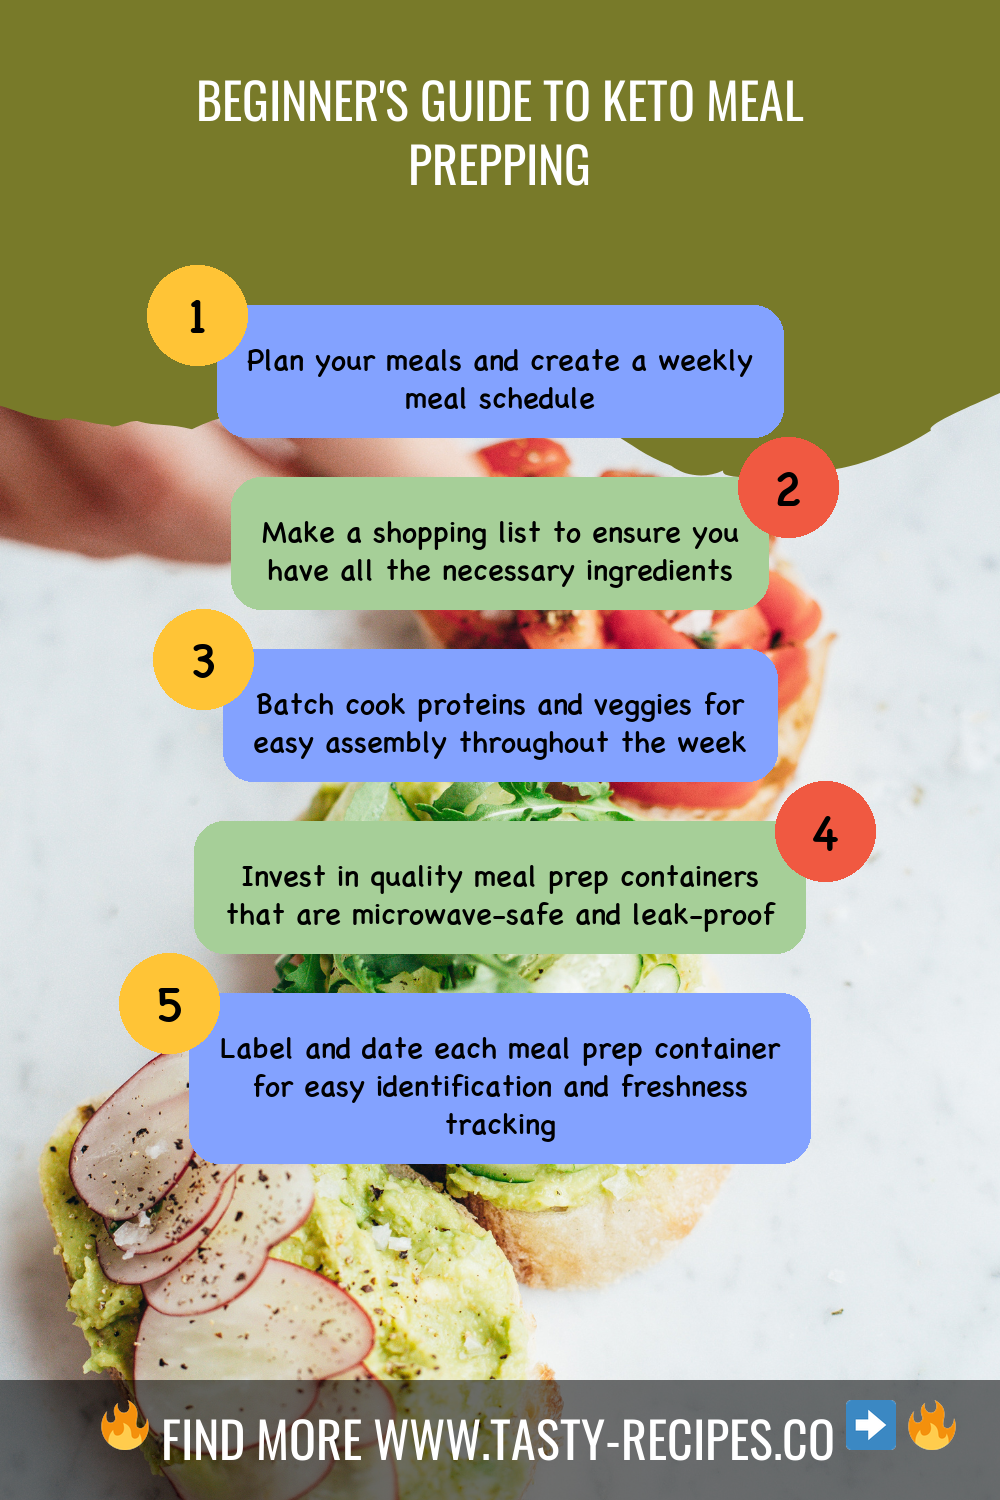 BEGINNER'S GUIDE TO KETO MEAL
PREPPING
1
Plan your meals and create a weekly
meal schedule
2
Make a shopping list to ensure you
have all the necessary ingredients
3
Batch cook proteins and veggies for
easy assembly throughout the week
4
Invest in quality meal prep containers
that are microwave-safe and leak-proof
5
Label and date each meal prep container
for easy identification and freshness
tracking
🔥 FIND MORE WWW.TASTY-RECIPES.CO ➡️ 🔥